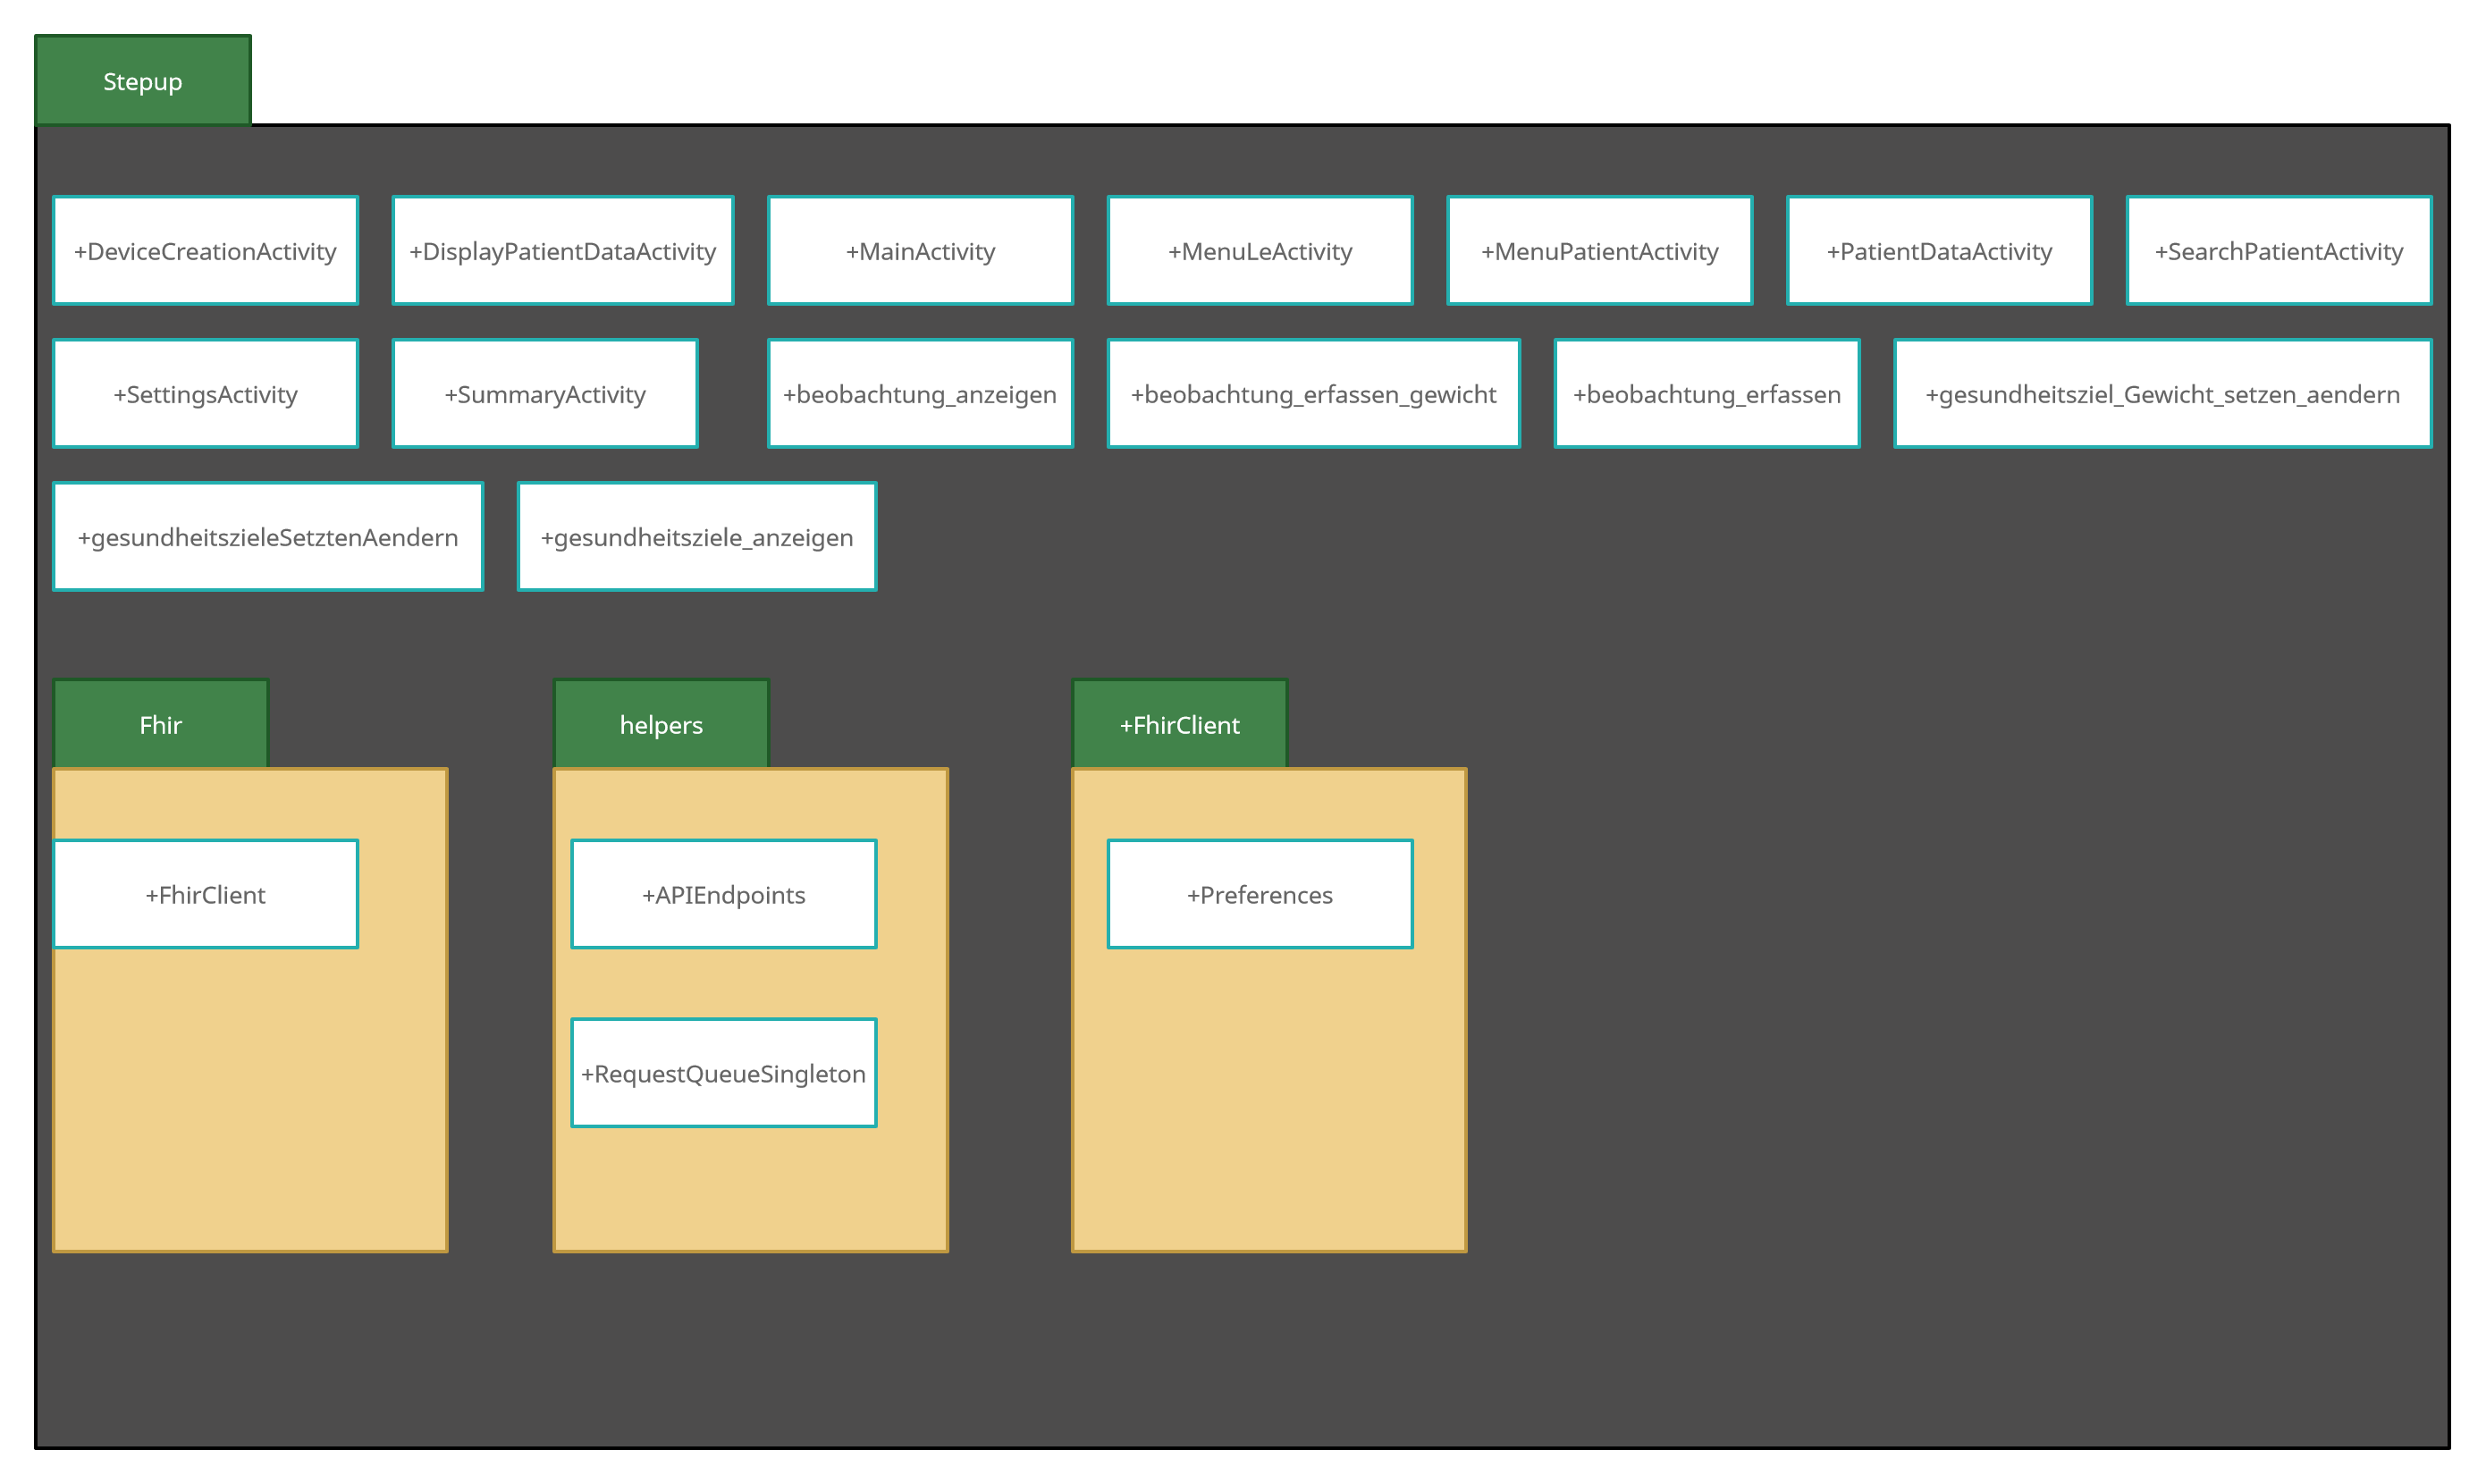 Stepup
+DeviceCreationActivity
+DisplayPatientDataActivity
+MainActivity
+MenuLeActivity
+MenuPatientActivity
+PatientDataActivity
+SearchPatientActivity
+SettingsActivity
+SummaryActivity
+beobachtung_anzeigen
+beobachtung_erfassen_gewicht
+beobachtung_erfassen
+gesundheitsziel_Gewicht_setzen_aendern
+gesundheitszieleSetztenAendern
+gesundheitsziele_anzeigen
Fhir
+FhirClient
helpers
+APIEndpoints
+RequestQueueSingleton
+FhirClient
+Preferences